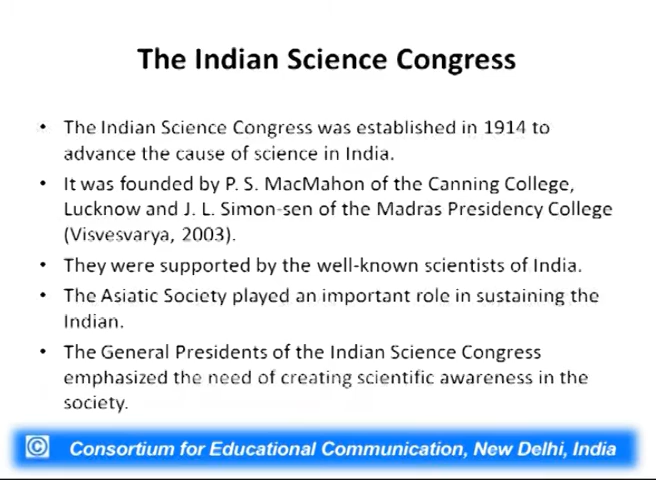 The Indian Science Congress
• The Indian Science Congress was established in 1914 to
advance the cause of science in India.
• It was founded by P. S. MacMahon of the Canning College,
Lucknow and J. L. Simon-sen of the Madras Presidency College
(Visvesvarya, 2003).
• They were supported by the well-known scientists of India.
• The Asiatic Society played an important role in sustaining the
Indian.
• The General Presidents of the Indian Science Congress
emphasized the need of creating scientific awareness in the
society.
© Consortium for Educational Communication, New Delhi, India